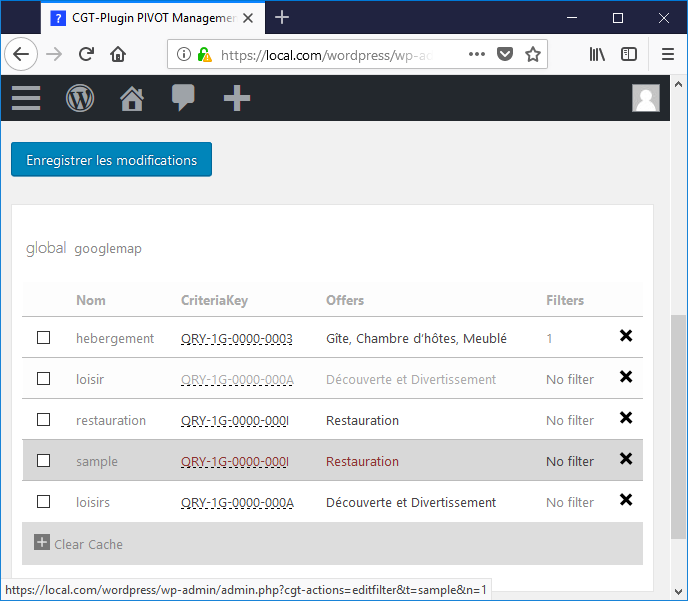 CGT-Plugin PIVOT Managemen
https://local.com/wordpress/wp-ad
Enregistrer les modifications
global googlemap
Nom CriteriaKey Offers Filters
hebergement QRY-1G-0000-0003 Gîte, Chambre d'hôtes, Meublé 1
loisir QRY-1G-0000-000A Découverte et Divertissement No filter
restauration QRY-1G-0000-000I Restauration No filter
sample QRY-1G-0000-000I Restauration No filter
loisirs QRY-1G-0000-000A Découverte et Divertissement No filter
Clear Cache
https://local.com/wordpress/wp-admin/admin.php?cgt-actions=editfilter&t=sample&n=1